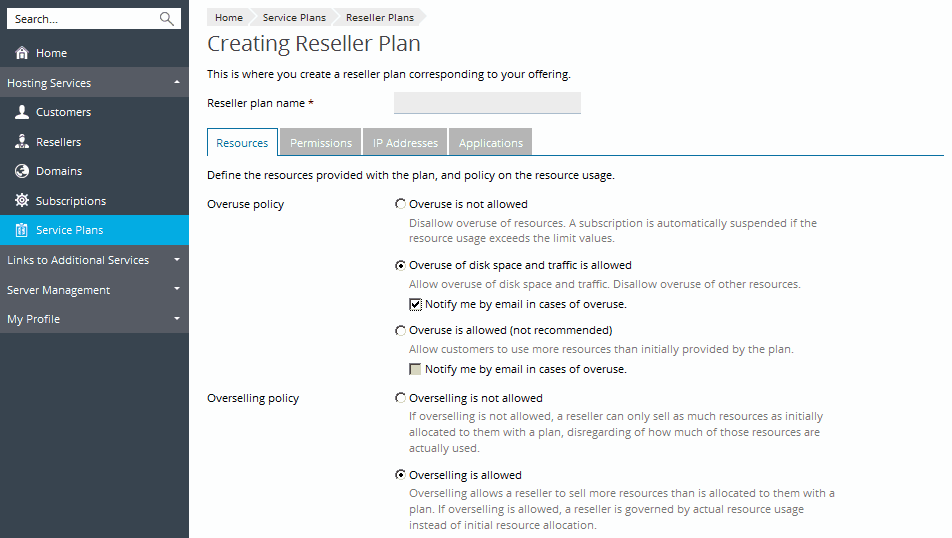 Search...
Home
Hosting Services
Customers
Resellers
Domains
Subscriptions
Service Plans
Links to Additional Services
Server Management
My Profile
Home Service Plans Reseller Plans
Creating Reseller Plan
This is where you create a reseller plan corresponding to your offering.
Reseller plan name *
Resources Permissions IP Addresses Applications
Define the resources provided with the plan, and policy on the resource usage.
Overuse policy
Overuse is not allowed
Disallow overuse of resources. A subscription is automatically suspended if the
resource usage exceeds the limit values.
Overuse of disk space and traffic is allowed
Allow overuse of disk space and traffic. Disallow overuse of other resources.
Notify me by email in cases of overuse.
Overuse is allowed (not recommended)
Allow customers to use more resources than initially provided by the plan.
Notify me by email in cases of overuse.
Overselling policy
Overselling is not allowed
If overselling is not allowed, a reseller can only sell as much resources as initially
allocated to them with a plan, disregarding of how much of those resources are
actually used.
Overselling is allowed
Overselling allows a reseller to sell more resources than is allocated to them with a
plan. If overselling is allowed, a reseller is governed by actual resource usage
instead of initial resource allocation.